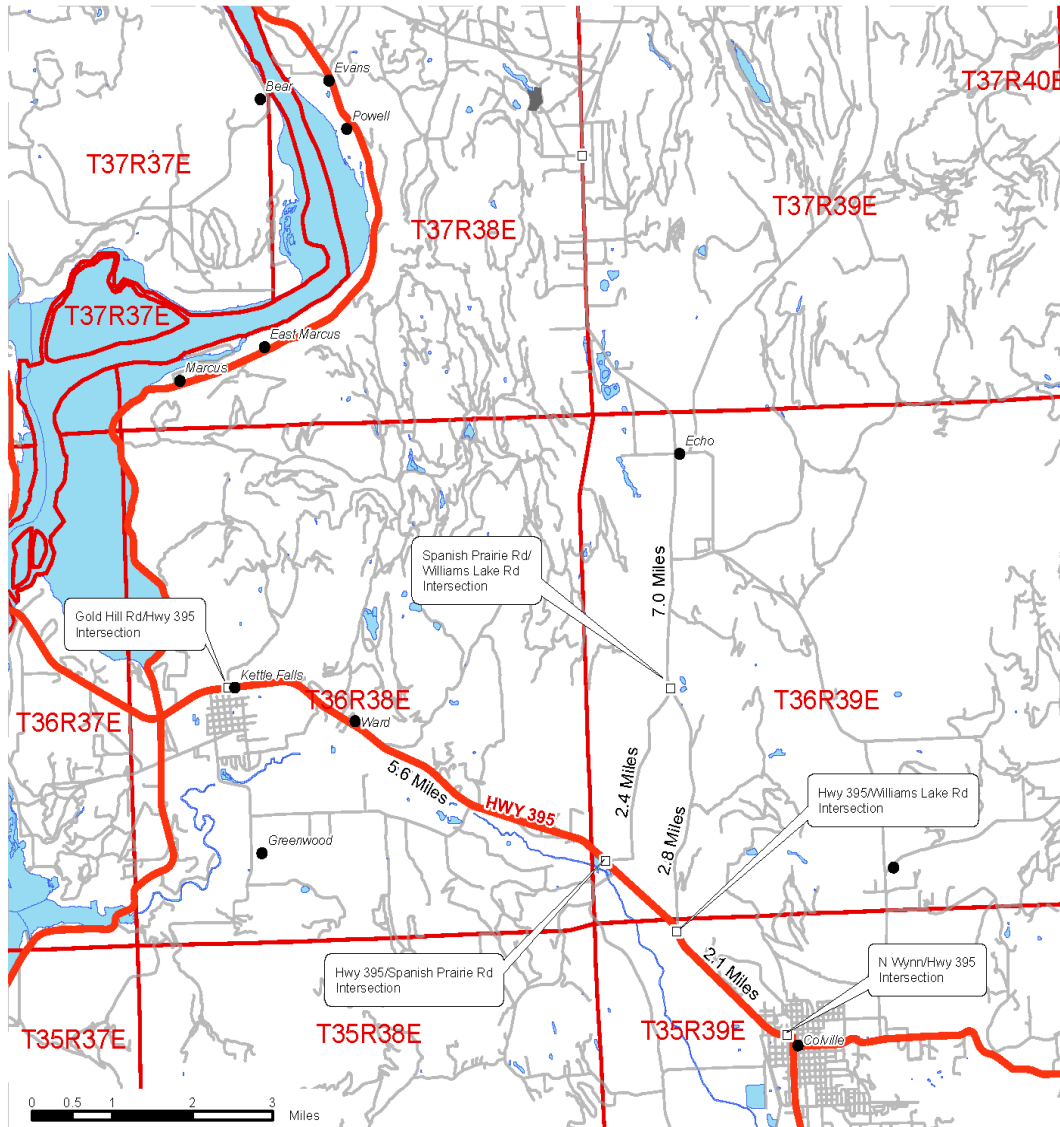 Evans
T37R40E
Bear
Powell
T37R37E
T37R39E
T37R38E
T37R37E
East Marcus
Marcus
Echo
Spanish Prairie Rd/
Williams Lake Rd
Intersection
7.0 Miles
Gold Hill Rd/Hwy 395
Intersection
Kettle Falls
T36R38E
T36R39E
T36R37E
Ward
5.6 Miles
2.4 Miles
Hwy 395/Williams Lake Rd
Intersection
HWY 395
2.8 Miles
Greenwood
Hwy 395/Spanish Prairie Rd
Intersection
2.1 Miles
N Wynn/Hwy 395
Intersection
T35R37E
T35R38E
T35R39E
Colville
0 0.5 1 2 3
Miles